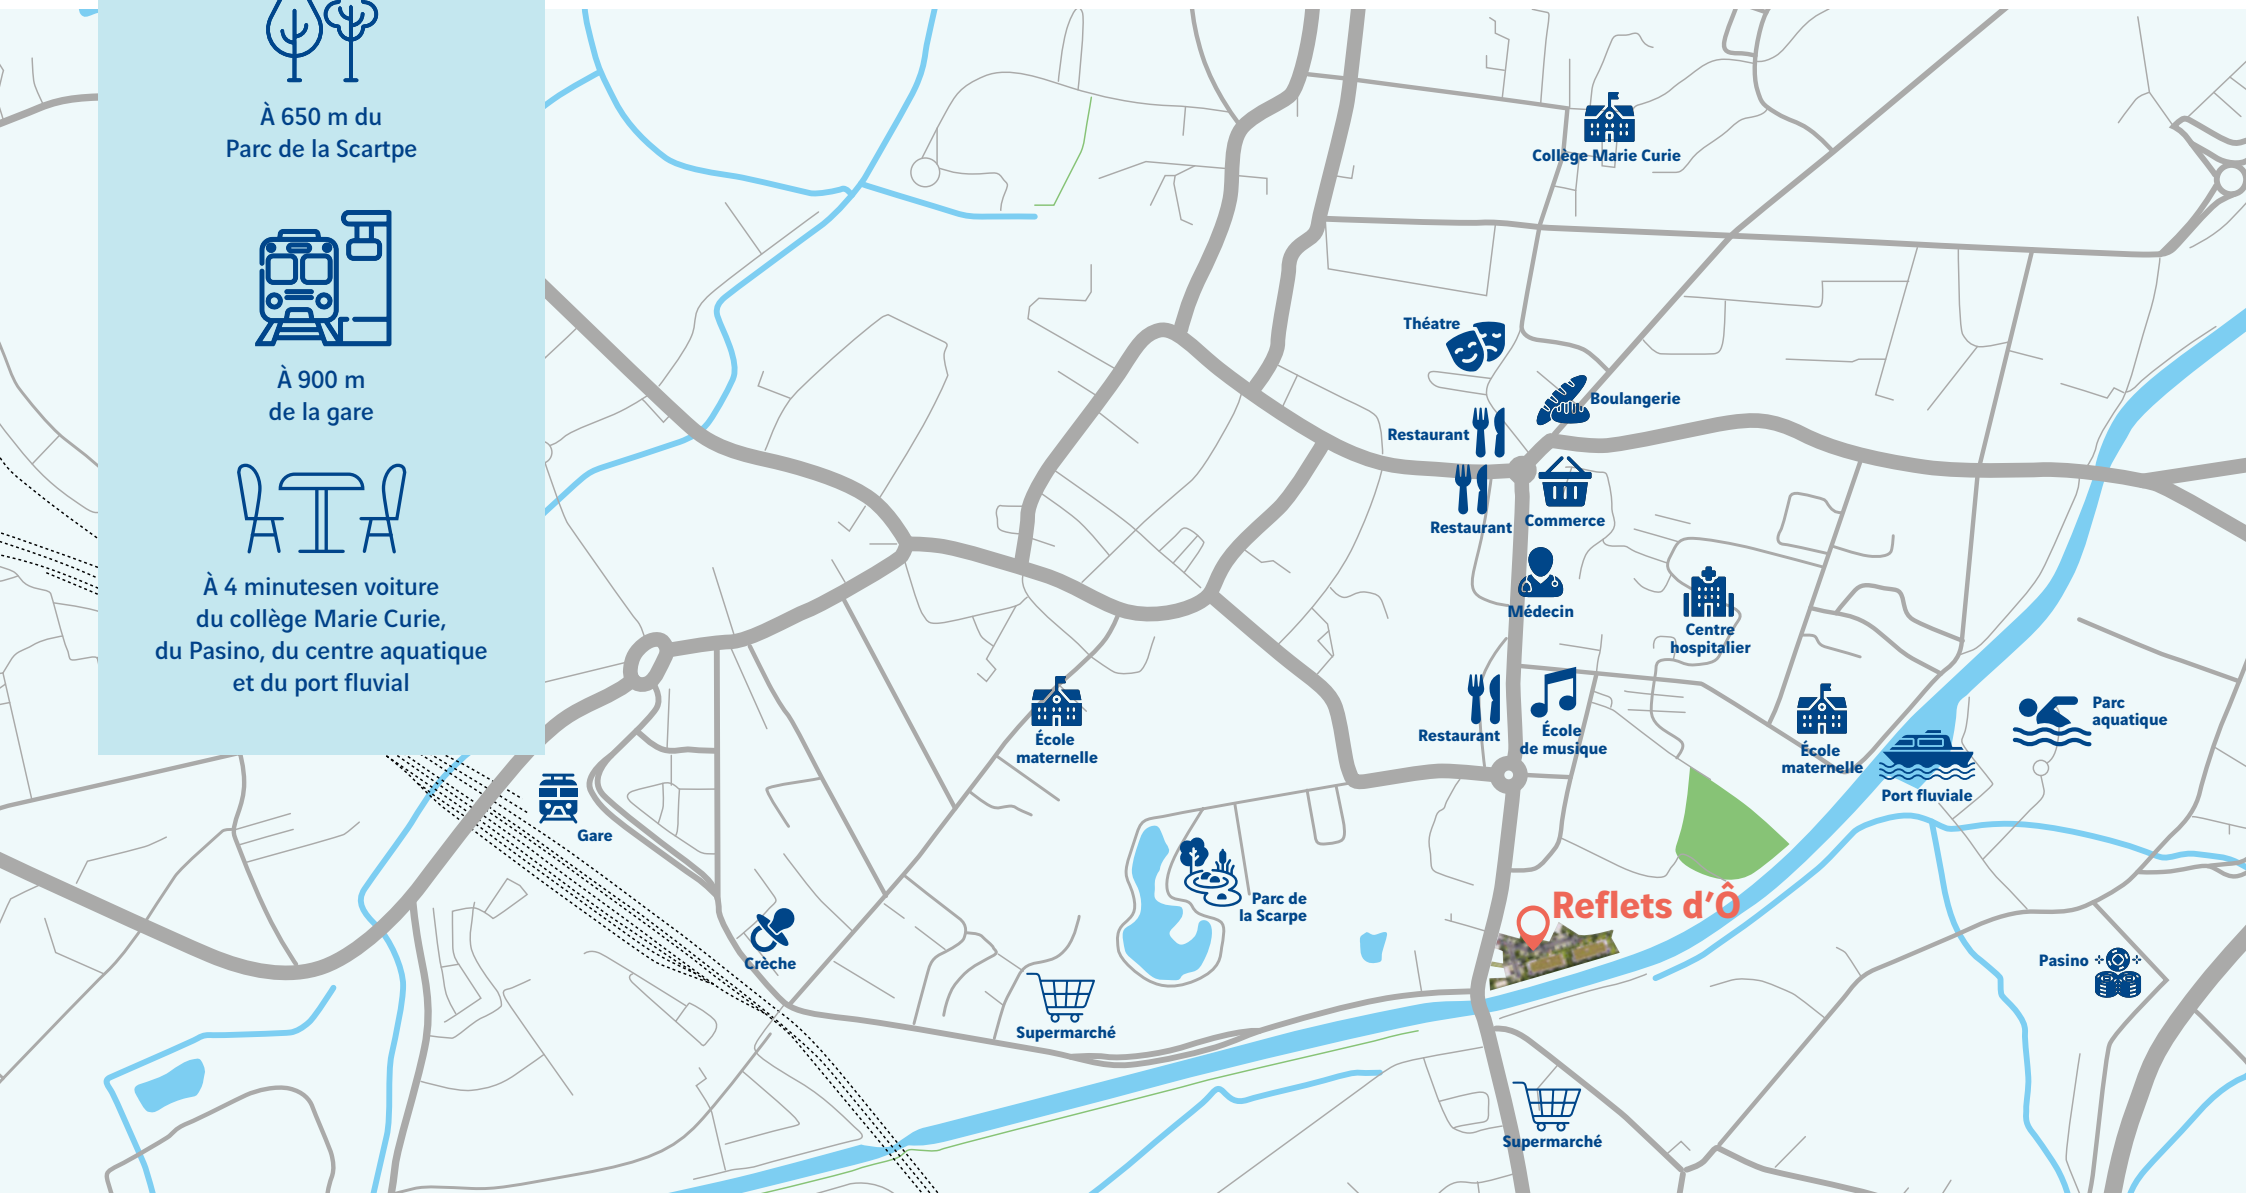 À 650 m du
Parc de la Scartpe
À 900 m
de la gare
À 4 minutesen voiture
du collège Marie Curie,
du Pasino, du centre aquatique
et du port fluvial
Collège Marie Curie
Théatre
Boulangerie
Restaurant
Restaurant
Commerce
Médecin
Centre
hospitalier
Restaurant
École
de musique
École
maternelle
École
maternelle
Parc
aquatique
Port fluviale
Gare
Parc de
la Scarpe
Reflets d'Ô
Crèche
Pasino
Supermarché
Supermarché